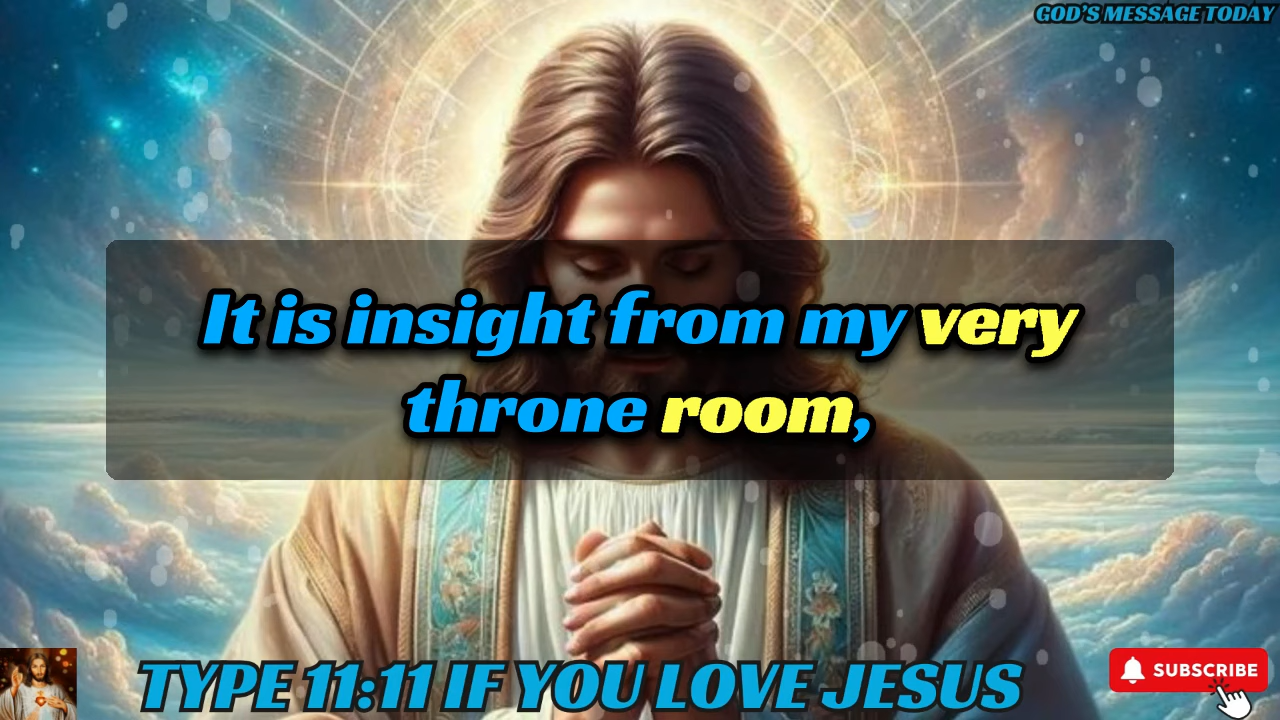 GOD'S MESSAGE TODAY
It is insight from my very
throne room,
TYPE 11:11 IF YOU LOVE JESUS
SUBSCRIBE